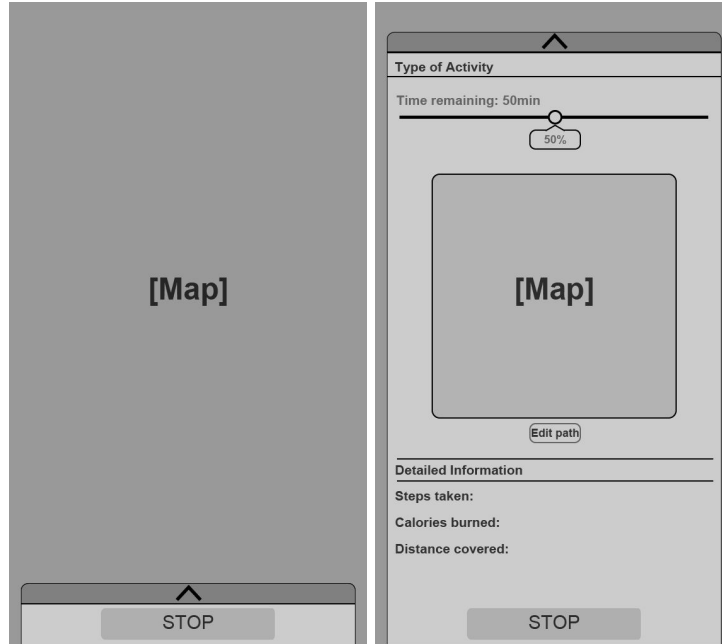 [Map]
STOP
Type of Activity
Time remaining: 50min
50%
[Map]
Edit path
Detailed Information
Steps taken:
Calories burned:
Distance covered:
STOP